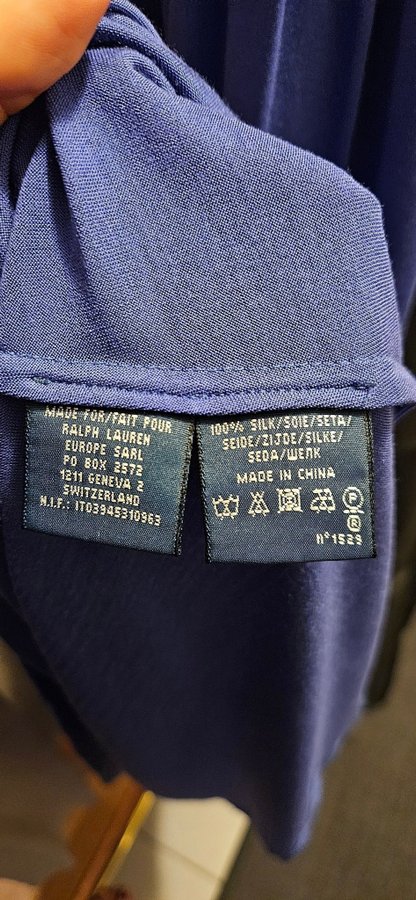 MADE FOR/FAIT POUR
RALPH LAUREN
EUROPE SARL
PO BOX 2572
1211 GENEVA 2
SWITZERLAND
N.I.F.: IT03945310963
100% SILK/SOIE/SETA/
SEIDE/ZIJDE/SILKE/
SEDA/ШЕЛК
MADE IN CHINA
P
R
N°1529